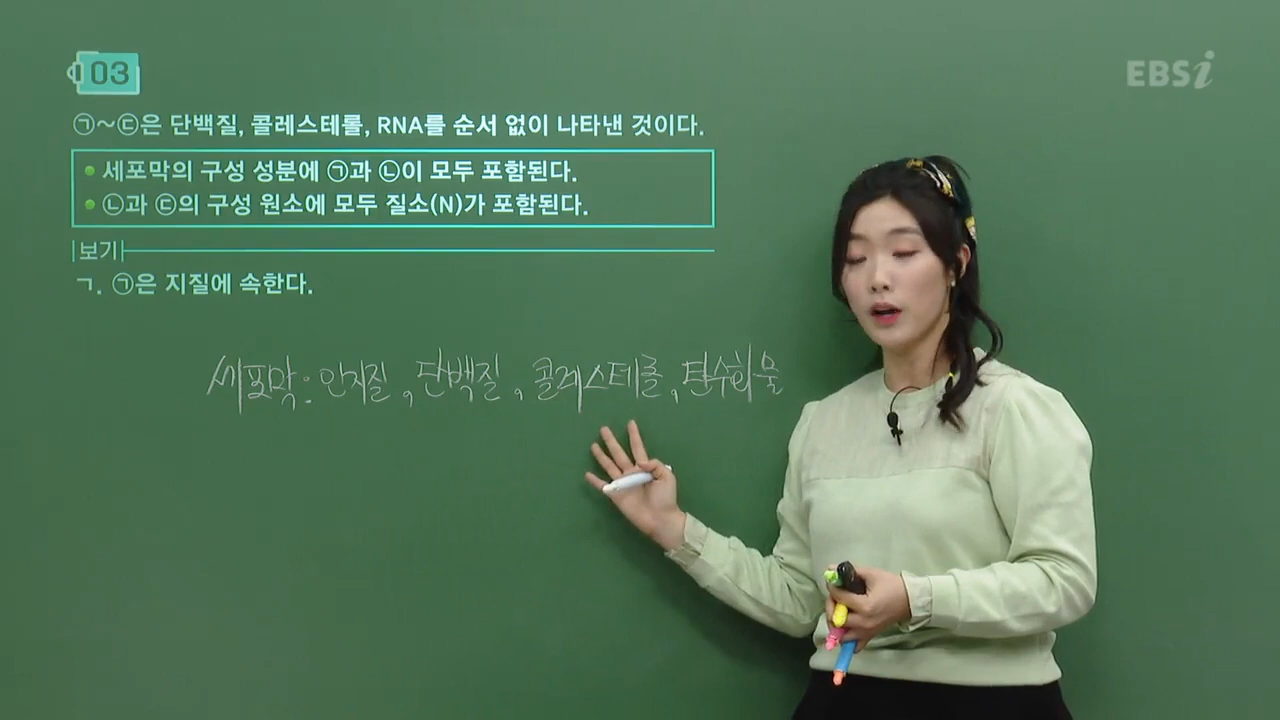 03
EBSi
㉠~㉢은 단백질, 콜레스테롤, RNA를 순서 없이 나타낸 것이다.
• 세포막의 구성 성분에 ㉠과 ㉡이 모두 포함된다.
• ㉡과 ㉢의 구성 원소에 모두 질소(N)가 포함된다.
보기
ㄱ. ㉠은 지질에 속한다.
세포막: 인지질, 단백질, 콜레스테롤, 탄수화물